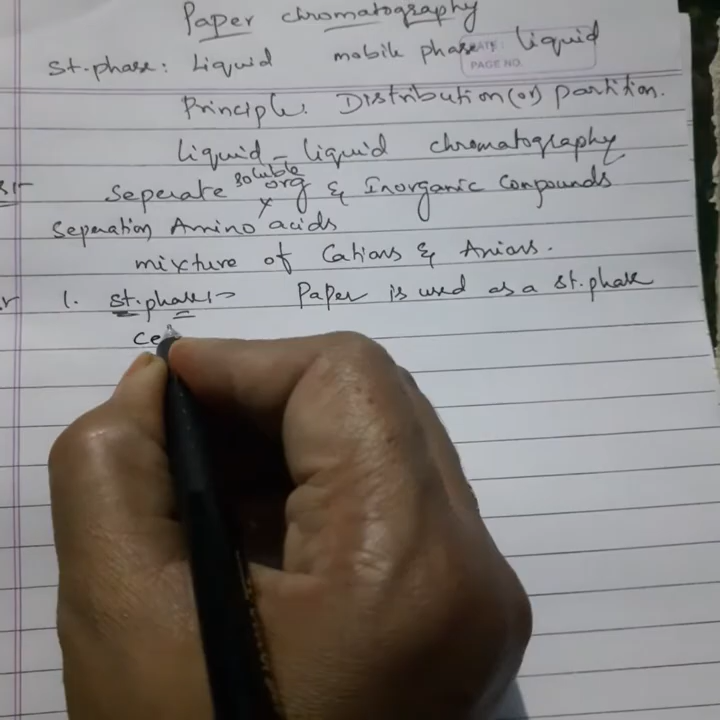 Paper chromatography
St.phase: Liquid mobile phase Liquid
PAGE NO.
Principle: Distribution (or) partition.
Liquid - liquid chromatography
soluble
Seperate org & Inorganic Compounds
Seperation Amino acids
mixture of Cations & Anions.
1. St.phase:-> Paper is used as a St.phase
ce